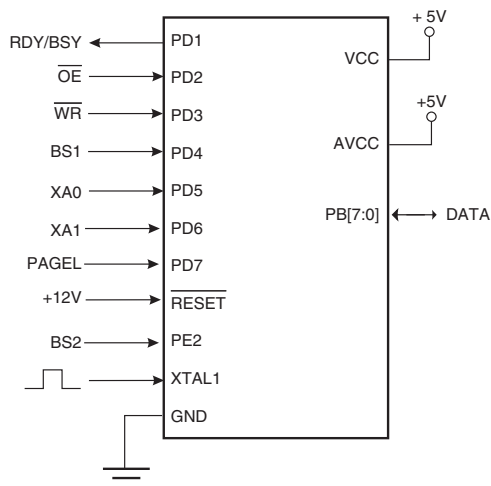 + 5V
RDY/BSY PD1
VCC
OE PD2
+5V
WR PD3
AVCC
BS1 PD4
XA0 PD5
PB[7:0] DATA
XA1 PD6
PAGEL PD7
+12V RESET
BS2 PE2
XTAL1
GND